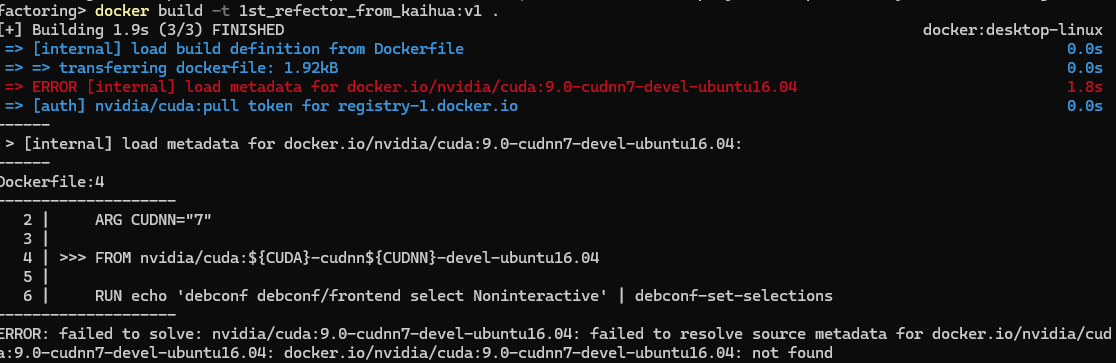 factoring> docker build -t 1st_refector_from_kaihua:v1 .
[+] Building 1.9s (3/3) FINISHED docker:desktop-linux
=> [internal] load build definition from Dockerfile 0.0s
=> => transferring dockerfile: 1.92kB 0.0s
=> ERROR [internal] load metadata for docker.io/nvidia/cuda:9.0-cudnn7-devel-ubuntu16.04 1.8s
=> [auth] nvidia/cuda:pull token for registry-1.docker.io 0.0s
------
> [internal] load metadata for docker.io/nvidia/cuda:9.0-cudnn7-devel-ubuntu16.04:
------
Dockerfile:4
--------------------
2 | ARG CUDNN="7"
3 |
4 | >>> FROM nvidia/cuda:${CUDA}-cudnn${CUDNN}-devel-ubuntu16.04
5 |
6 | RUN echo 'debconf debconf/frontend select Noninteractive' | debconf-set-selections
--------------------
ERROR: failed to solve: nvidia/cuda:9.0-cudnn7-devel-ubuntu16.04: failed to resolve source metadata for docker.io/nvidia/cud
a:9.0-cudnn7-devel-ubuntu16.04: docker.io/nvidia/cuda:9.0-cudnn7-devel-ubuntu16.04: not found